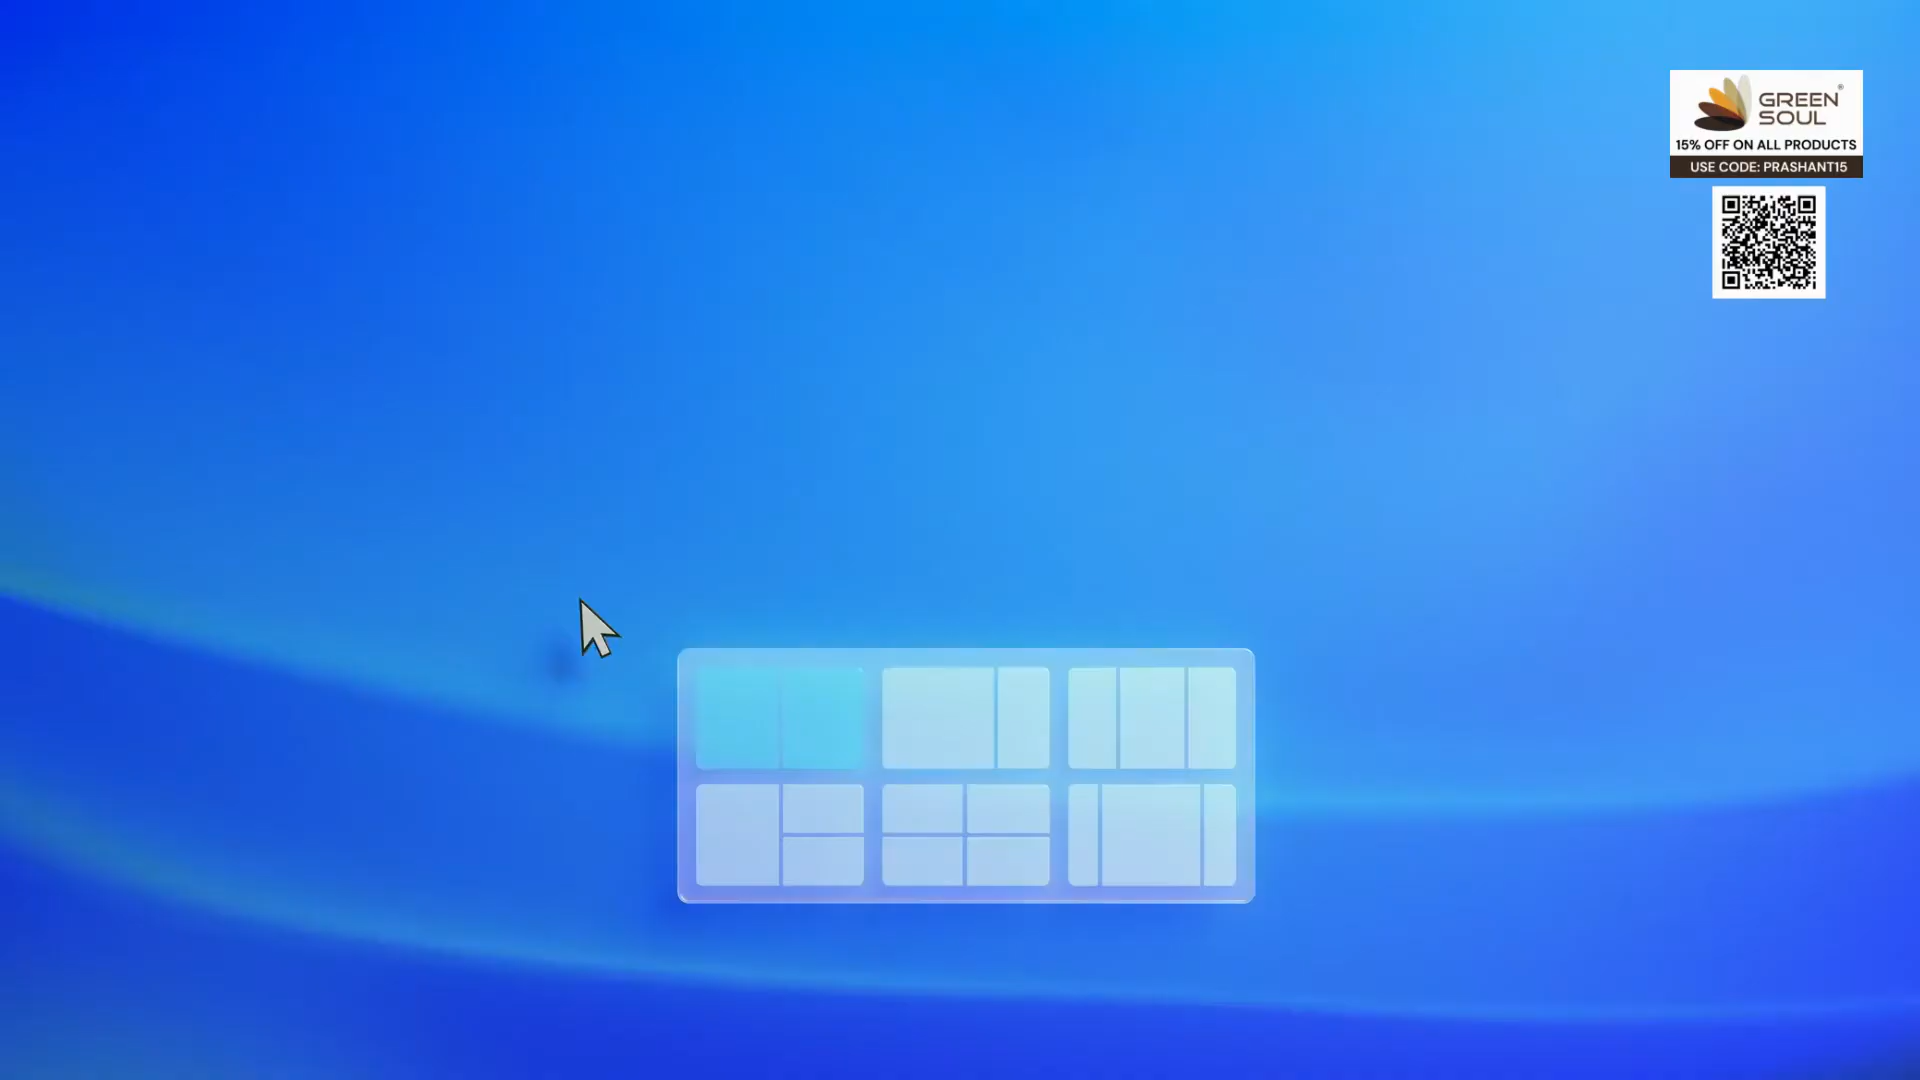 GREEN
SOUL®
15% OFF ON ALL PRODUCTS
USE CODE: PRASHANT15